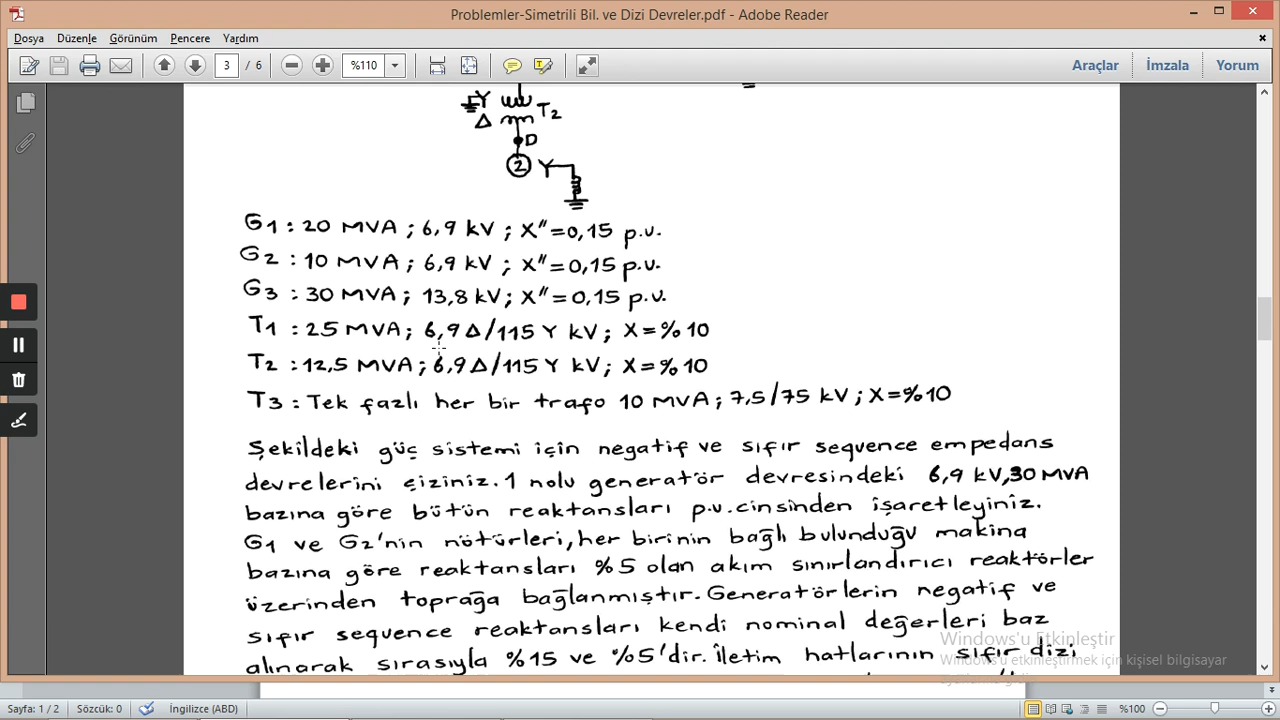 Problemler-Simetrili Bil. ve Dizi Devreler.pdf - Adobe Reader
Dosya Düzenle Görünüm Pencere Yardım
3 / 6 %110 Araçlar İmzala Yorum
Y T2
Δ
D
2 Y
G1 : 20 MVA ; 6,9 kV ; X″ = 0,15 p.u.
G2 : 10 MVA ; 6,9 kV ; X″ = 0,15 p.u.
G3 : 30 MVA ; 13,8 kV ; X″ = 0,15 p.u.
T1 : 25 MVA ; 6,9 Δ/115 Y kV ; X = % 10
T2 : 12,5 MVA ; 6,9 Δ/115 Y kV ; X = % 10
T3 : Tek fazlı her bir trafo 10 MVA ; 7,5/75 kV ; X = %10
Şekildeki güç sistemi için negatif ve sıfır sequence empedans
devrelerini çiziniz. 1 nolu generatör devresindeki 6,9 kV, 30 MVA
bazına göre bütün reaktansları p.u. cinsinden işaretleyiniz.
G1 ve G2'nin nötürleri, her birinin bağlı bulunduğu makina
bazına göre reaktansları %5 olan akım sınırlandırıcı reaktörler
üzerinden toprağa bağlanmıştır. Generatörlerin negatif ve
sıfır sequence reaktansları kendi nominal değerleri baz
alınarak sırasıyla %15 ve %5'dir. İletim hatlarının sıfır dizi
Windows'u Etkinleştir
Windows'u etkinleştirmek için kişisel bilgisayar
Sayfa: 1 / 2 Sözcük: 0 İngilizce (ABD) %100